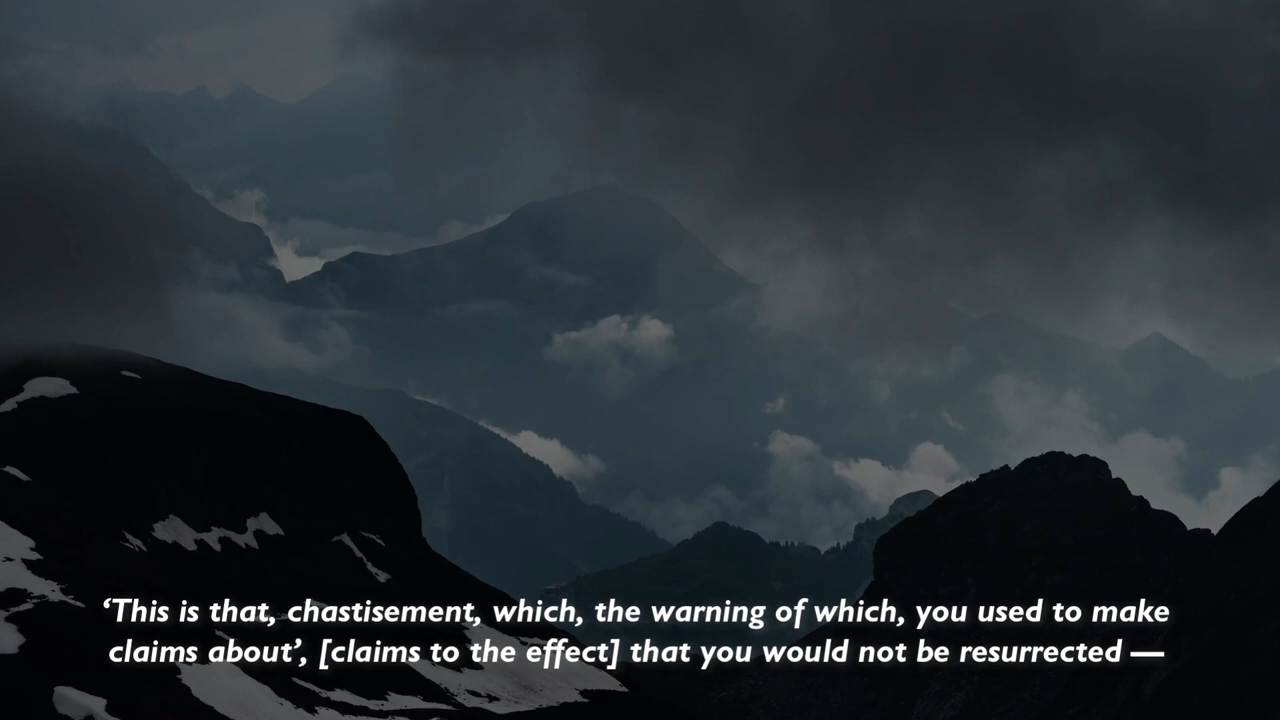 ‘This is that, chastisement, which, the warning of which, you used to make
claims about’, [claims to the effect] that you would not be resurrected —